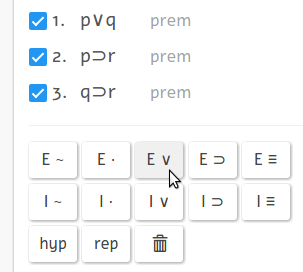 1. p∨q prem
2. p⊃r prem
3. q⊃r prem
E ~ E · E ∨ E ⊃ E ≡
I ~ I · I ∨ I ⊃ I ≡
hyp rep